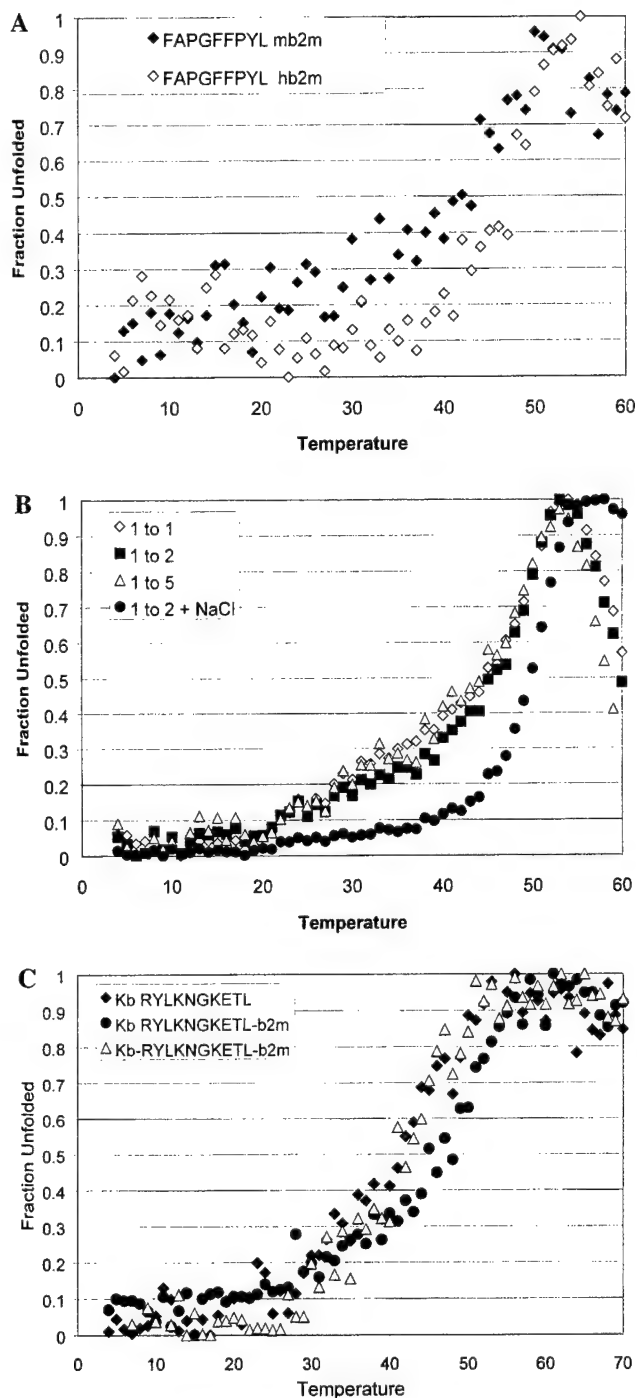 A
FAPGFFPYL mb2m
FAPGFFPYL hb2m
1
0.9
0.8
0.7
0.6
0.5
0.4
0.3
0.2
0.1
0
Fraction Unfolded
0 10 20 30 40 50 60
Temperature
B
1 to 1
1 to 2
1 to 5
1 to 2 + NaCl
1
0.9
0.8
0.7
0.6
0.5
0.4
0.3
0.2
0.1
0
Fraction Unfolded
0 10 20 30 40 50 60
Temperature
C
Kb RYLKNGKETL
Kb RYLKNGKETL-b2m
Kb-RYLKNGKETL-b2m
1
0.9
0.8
0.7
0.6
0.5
0.4
0.3
0.2
0.1
0
Fraction Unfolded
0 10 20 30 40 50 60 70
Temperature